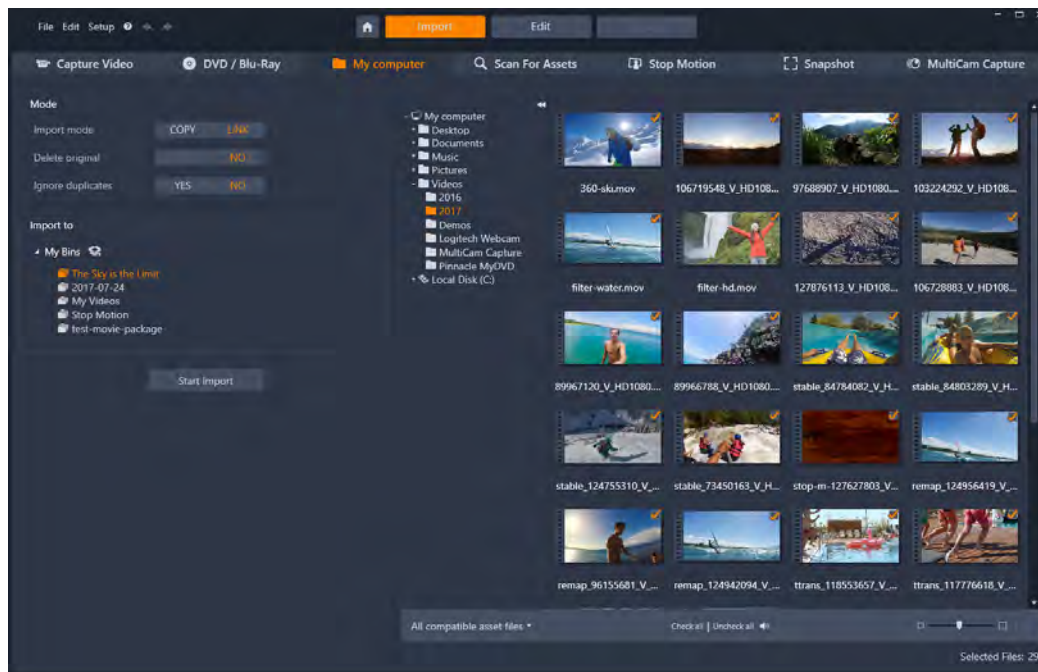 File Edit Setup
Import Edit
Capture Video DVD / Blu-Ray My computer Scan For Assets Stop Motion Snapshot MultiCam Capture
Mode
Import mode COPY LINK
Delete original NO
Ignore duplicates YES NO
Import to
My Bins
The Sky is the Limit
2017-07-24
My Videos
Stop Motion
test-movie-package
Start Import
My computer
Desktop
Documents
Music
Pictures
Videos
2016
2017
Demos
Logitech Webcam
MultiCam Capture
Pinnacle MyDVD
Local Disk (C:)
360-ski.mov 106719548_V_HD108... 97688907_V_HD1080... 103224292_V_HD108...
filter-water.mov filter-hd.mov 127876113_V_HD108... 106728883_V_HD108...
89967120_V_HD1080... 89966788_V_HD1080... stable_84784082_V_H... stable_84803289_V_H...
stable_124755310_V_... stable_73450163_V_H... stop-m-127627803_V... remap_124956419_V_...
remap_96155681_V_... remap_124942094_V_... ttrans_118553657_V_... ttrans_117776618_V_...
All compatible asset files Check all | Uncheck all
Selected Files: 29